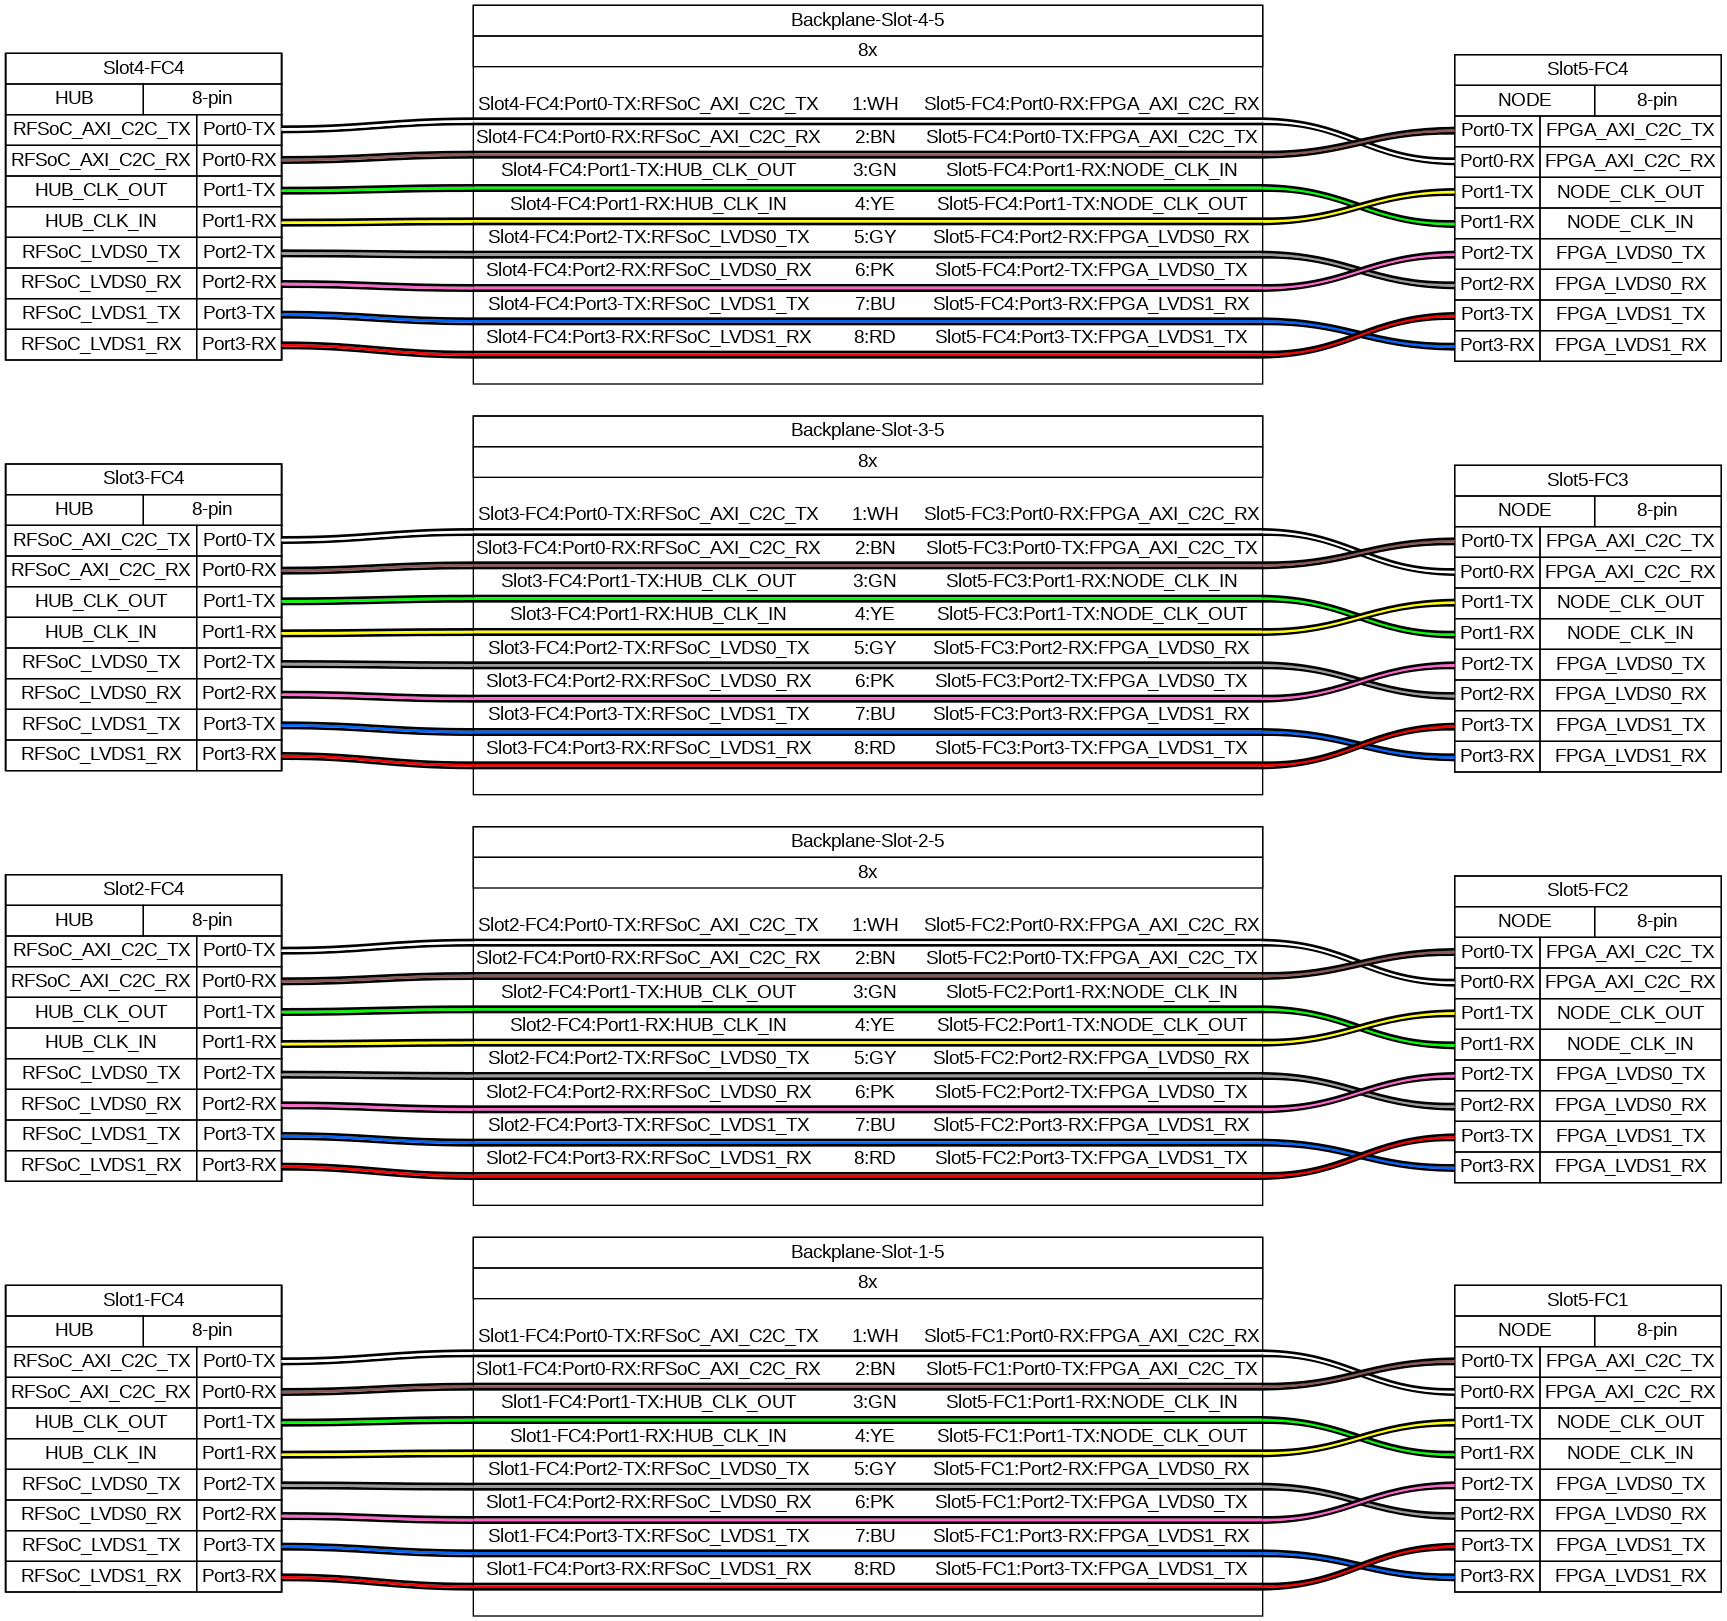 Backplane-Slot-4-5
8x
Slot4-FC4
HUB 8-pin
RFSoC_AXI_C2C_TX Port0-TX
RFSoC_AXI_C2C_RX Port0-RX
HUB_CLK_OUT Port1-TX
HUB_CLK_IN Port1-RX
RFSoC_LVDS0_TX Port2-TX
RFSoC_LVDS0_RX Port2-RX
RFSoC_LVDS1_TX Port3-TX
RFSoC_LVDS1_RX Port3-RX
Slot4-FC4:Port0-TX:RFSoC_AXI_C2C_TX 1:WH Slot5-FC4:Port0-RX:FPGA_AXI_C2C_RX
Slot4-FC4:Port0-RX:RFSoC_AXI_C2C_RX 2:BN Slot5-FC4:Port0-TX:FPGA_AXI_C2C_TX
Slot4-FC4:Port1-TX:HUB_CLK_OUT 3:GN Slot5-FC4:Port1-RX:NODE_CLK_IN
Slot4-FC4:Port1-RX:HUB_CLK_IN 4:YE Slot5-FC4:Port1-TX:NODE_CLK_OUT
Slot4-FC4:Port2-TX:RFSoC_LVDS0_TX 5:GY Slot5-FC4:Port2-RX:FPGA_LVDS0_RX
Slot4-FC4:Port2-RX:RFSoC_LVDS0_RX 6:PK Slot5-FC4:Port2-TX:FPGA_LVDS0_TX
Slot4-FC4:Port3-TX:RFSoC_LVDS1_TX 7:BU Slot5-FC4:Port3-RX:FPGA_LVDS1_RX
Slot4-FC4:Port3-RX:RFSoC_LVDS1_RX 8:RD Slot5-FC4:Port3-TX:FPGA_LVDS1_TX
Slot5-FC4
NODE 8-pin
Port0-TX FPGA_AXI_C2C_TX
Port0-RX FPGA_AXI_C2C_RX
Port1-TX NODE_CLK_OUT
Port1-RX NODE_CLK_IN
Port2-TX FPGA_LVDS0_TX
Port2-RX FPGA_LVDS0_RX
Port3-TX FPGA_LVDS1_TX
Port3-RX FPGA_LVDS1_RX
Backplane-Slot-3-5
8x
Slot3-FC4
HUB 8-pin
RFSoC_AXI_C2C_TX Port0-TX
RFSoC_AXI_C2C_RX Port0-RX
HUB_CLK_OUT Port1-TX
HUB_CLK_IN Port1-RX
RFSoC_LVDS0_TX Port2-TX
RFSoC_LVDS0_RX Port2-RX
RFSoC_LVDS1_TX Port3-TX
RFSoC_LVDS1_RX Port3-RX
Slot3-FC4:Port0-TX:RFSoC_AXI_C2C_TX 1:WH Slot5-FC3:Port0-RX:FPGA_AXI_C2C_RX
Slot3-FC4:Port0-RX:RFSoC_AXI_C2C_RX 2:BN Slot5-FC3:Port0-TX:FPGA_AXI_C2C_TX
Slot3-FC4:Port1-TX:HUB_CLK_OUT 3:GN Slot5-FC3:Port1-RX:NODE_CLK_IN
Slot3-FC4:Port1-RX:HUB_CLK_IN 4:YE Slot5-FC3:Port1-TX:NODE_CLK_OUT
Slot3-FC4:Port2-TX:RFSoC_LVDS0_TX 5:GY Slot5-FC3:Port2-RX:FPGA_LVDS0_RX
Slot3-FC4:Port2-RX:RFSoC_LVDS0_RX 6:PK Slot5-FC3:Port2-TX:FPGA_LVDS0_TX
Slot3-FC4:Port3-TX:RFSoC_LVDS1_TX 7:BU Slot5-FC3:Port3-RX:FPGA_LVDS1_RX
Slot3-FC4:Port3-RX:RFSoC_LVDS1_RX 8:RD Slot5-FC3:Port3-TX:FPGA_LVDS1_TX
Slot5-FC3
NODE 8-pin
Port0-TX FPGA_AXI_C2C_TX
Port0-RX FPGA_AXI_C2C_RX
Port1-TX NODE_CLK_OUT
Port1-RX NODE_CLK_IN
Port2-TX FPGA_LVDS0_TX
Port2-RX FPGA_LVDS0_RX
Port3-TX FPGA_LVDS1_TX
Port3-RX FPGA_LVDS1_RX
Backplane-Slot-2-5
8x
Slot2-FC4
HUB 8-pin
RFSoC_AXI_C2C_TX Port0-TX
RFSoC_AXI_C2C_RX Port0-RX
HUB_CLK_OUT Port1-TX
HUB_CLK_IN Port1-RX
RFSoC_LVDS0_TX Port2-TX
RFSoC_LVDS0_RX Port2-RX
RFSoC_LVDS1_TX Port3-TX
RFSoC_LVDS1_RX Port3-RX
Slot2-FC4:Port0-TX:RFSoC_AXI_C2C_TX 1:WH Slot5-FC2:Port0-RX:FPGA_AXI_C2C_RX
Slot2-FC4:Port0-RX:RFSoC_AXI_C2C_RX 2:BN Slot5-FC2:Port0-TX:FPGA_AXI_C2C_TX
Slot2-FC4:Port1-TX:HUB_CLK_OUT 3:GN Slot5-FC2:Port1-RX:NODE_CLK_IN
Slot2-FC4:Port1-RX:HUB_CLK_IN 4:YE Slot5-FC2:Port1-TX:NODE_CLK_OUT
Slot2-FC4:Port2-TX:RFSoC_LVDS0_TX 5:GY Slot5-FC2:Port2-RX:FPGA_LVDS0_RX
Slot2-FC4:Port2-RX:RFSoC_LVDS0_RX 6:PK Slot5-FC2:Port2-TX:FPGA_LVDS0_TX
Slot2-FC4:Port3-TX:RFSoC_LVDS1_TX 7:BU Slot5-FC2:Port3-RX:FPGA_LVDS1_RX
Slot2-FC4:Port3-RX:RFSoC_LVDS1_RX 8:RD Slot5-FC2:Port3-TX:FPGA_LVDS1_TX
Slot5-FC2
NODE 8-pin
Port0-TX FPGA_AXI_C2C_TX
Port0-RX FPGA_AXI_C2C_RX
Port1-TX NODE_CLK_OUT
Port1-RX NODE_CLK_IN
Port2-TX FPGA_LVDS0_TX
Port2-RX FPGA_LVDS0_RX
Port3-TX FPGA_LVDS1_TX
Port3-RX FPGA_LVDS1_RX
Backplane-Slot-1-5
8x
Slot1-FC4
HUB 8-pin
RFSoC_AXI_C2C_TX Port0-TX
RFSoC_AXI_C2C_RX Port0-RX
HUB_CLK_OUT Port1-TX
HUB_CLK_IN Port1-RX
RFSoC_LVDS0_TX Port2-TX
RFSoC_LVDS0_RX Port2-RX
RFSoC_LVDS1_TX Port3-TX
RFSoC_LVDS1_RX Port3-RX
Slot1-FC4:Port0-TX:RFSoC_AXI_C2C_TX 1:WH Slot5-FC1:Port0-RX:FPGA_AXI_C2C_RX
Slot1-FC4:Port0-RX:RFSoC_AXI_C2C_RX 2:BN Slot5-FC1:Port0-TX:FPGA_AXI_C2C_TX
Slot1-FC4:Port1-TX:HUB_CLK_OUT 3:GN Slot5-FC1:Port1-RX:NODE_CLK_IN
Slot1-FC4:Port1-RX:HUB_CLK_IN 4:YE Slot5-FC1:Port1-TX:NODE_CLK_OUT
Slot1-FC4:Port2-TX:RFSoC_LVDS0_TX 5:GY Slot5-FC1:Port2-RX:FPGA_LVDS0_RX
Slot1-FC4:Port2-RX:RFSoC_LVDS0_RX 6:PK Slot5-FC1:Port2-TX:FPGA_LVDS0_TX
Slot1-FC4:Port3-TX:RFSoC_LVDS1_TX 7:BU Slot5-FC1:Port3-RX:FPGA_LVDS1_RX
Slot1-FC4:Port3-RX:RFSoC_LVDS1_RX 8:RD Slot5-FC1:Port3-TX:FPGA_LVDS1_TX
Slot5-FC1
NODE 8-pin
Port0-TX FPGA_AXI_C2C_TX
Port0-RX FPGA_AXI_C2C_RX
Port1-TX NODE_CLK_OUT
Port1-RX NODE_CLK_IN
Port2-TX FPGA_LVDS0_TX
Port2-RX FPGA_LVDS0_RX
Port3-TX FPGA_LVDS1_TX
Port3-RX FPGA_LVDS1_RX